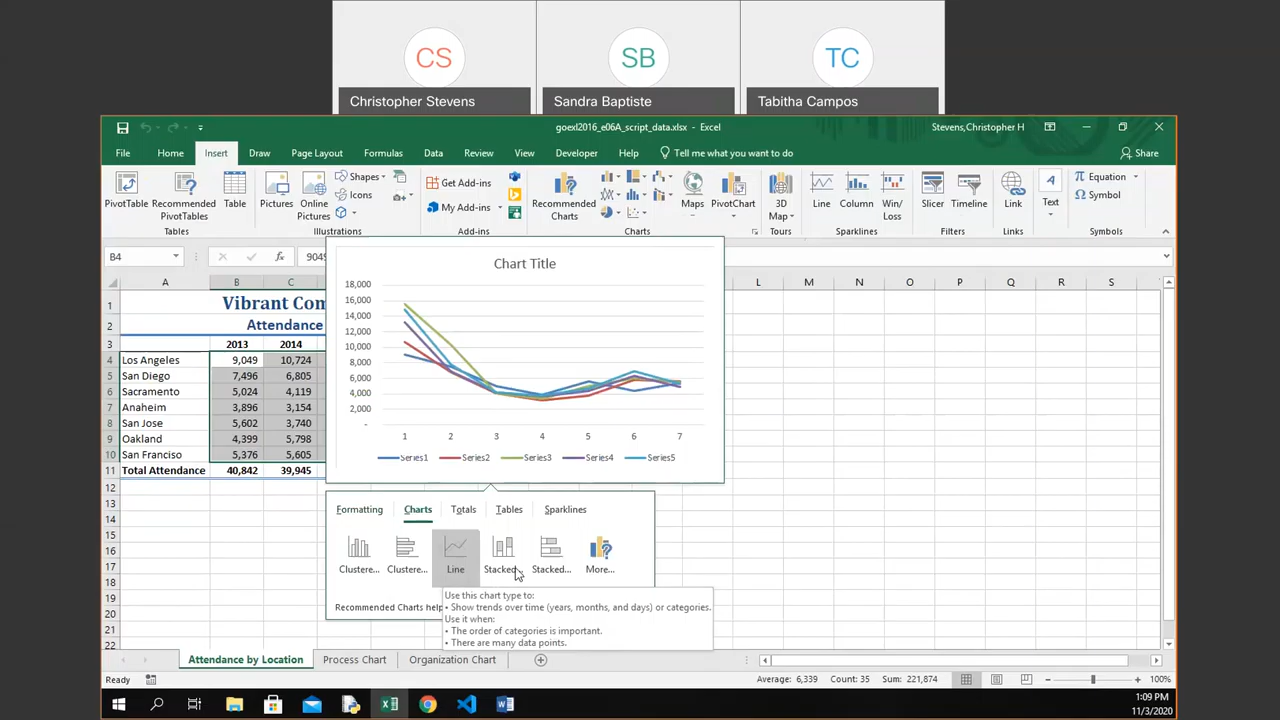 CS SB TC
Christopher Stevens Sandra Baptiste Tabitha Campos
goexl2016_e06A_script_data.xlsx - Excel Stevens,Christopher H
File Home Insert Draw Page Layout Formulas Data Review View Developer Help Tell me what you want to do Share
PivotTable Recommended PivotTables Table
Tables
Pictures Online Pictures Shapes Icons
Illustrations
Get Add-ins
My Add-ins
Add-ins
Recommended Charts Maps PivotChart
Charts
3D Map
Tours
Line Column Win/Loss
Sparklines
Slicer Timeline
Filters
Link
Links
Text
Equation
Symbol
Symbols
B4 fx 9049
A B C L M N O P Q R S
1 Vibrant Com
2 Attendance
3 2013 2014
4 Los Angeles 9,049 10,724
5 San Diego 7,496 6,805
6 Sacramento 5,024 4,119
7 Anaheim 3,896 3,154
8 San Jose 5,602 3,740
9 Oakland 4,399 5,798
10 San Franciso 5,376 5,605
11 Total Attendance 40,842 39,945
12
13
14
15
16
17
18
19
20
21
22
Chart Title
18,000
16,000
14,000
12,000
10,000
8,000
6,000
4,000
2,000
-
1 2 3 4 5 6 7
Series1 Series2 Series3 Series4 Series5
Formatting Charts Totals Tables Sparklines
Clustere... Clustere... Line Stacked... Stacked... More...
Recommended Charts help
Use this chart type to:
• Show trends over time (years, months, and days) or categories.
Use it when:
• The order of categories is important.
• There are many data points.
Attendance by Location Process Chart Organization Chart
Ready Average: 6,339 Count: 35 Sum: 221,874 100%
1:09 PM
11/3/2020